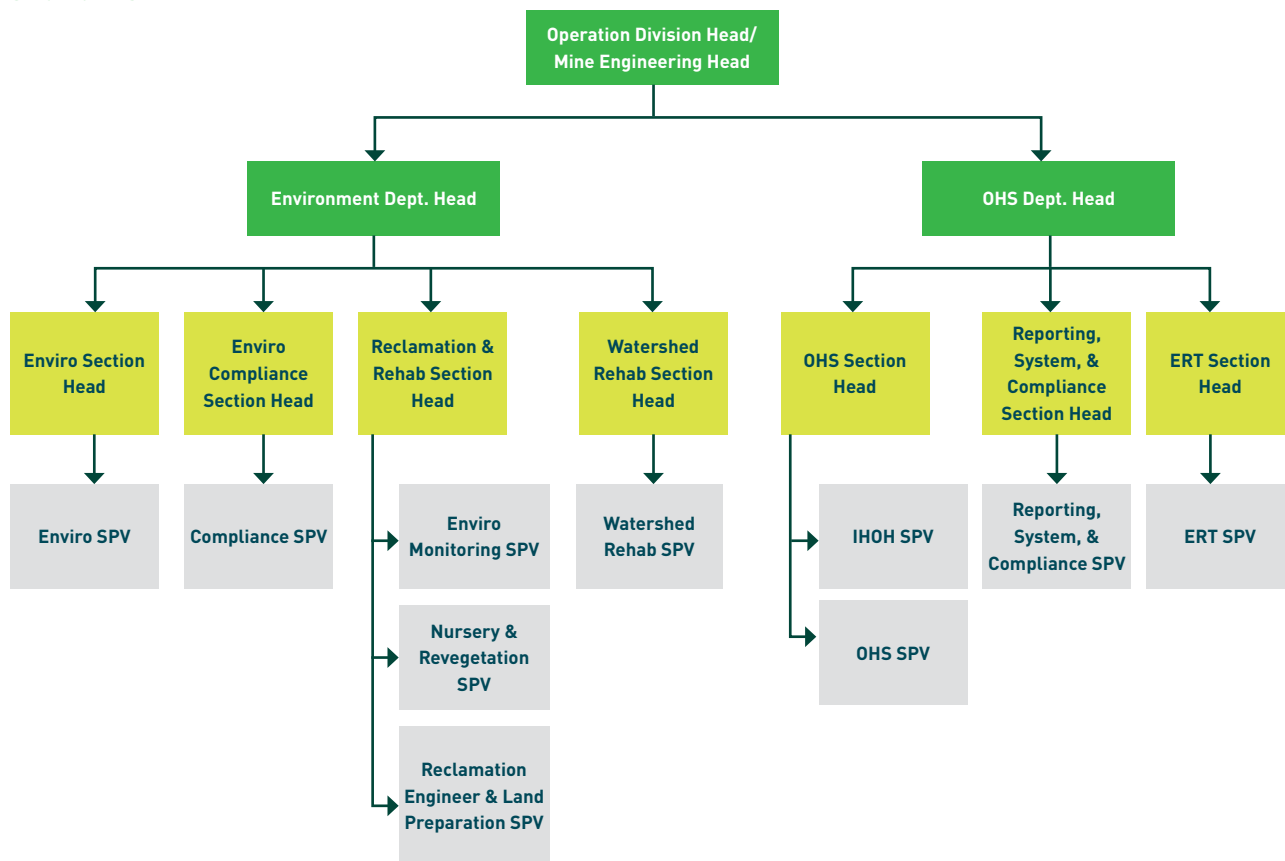 Operation Division Head/
Mine Engineering Head
Environment Dept. Head
OHS Dept. Head
Enviro Section
Head
Enviro
Compliance
Section Head
Reclamation &
Rehab Section
Head
Watershed
Rehab Section
Head
OHS Section
Head
Reporting,
System, &
Compliance
Section Head
ERT Section
Head
Enviro SPV
Compliance SPV
Enviro
Monitoring SPV
Watershed
Rehab SPV
IHOH SPV
Reporting,
System, &
Compliance SPV
ERT SPV
Nursery &
Revegetation
SPV
OHS SPV
Reclamation
Engineer & Land
Preparation SPV